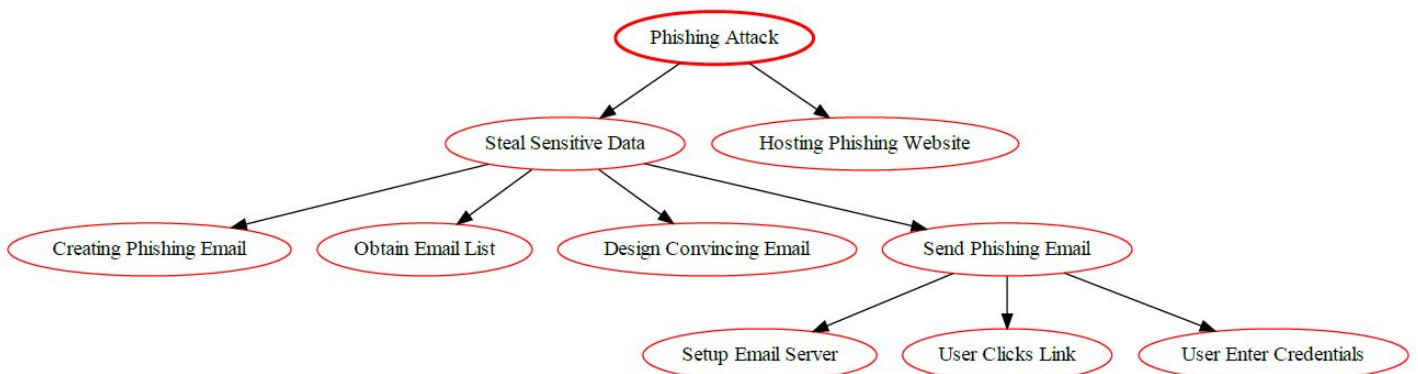 Phishing Attack
Steal Sensitive Data
Hosting Phishing Website
Creating Phishing Email
Obtain Email List
Design Convincing Email
Send Phishing Email
Setup Email Server
User Clicks Link
User Enter Credentials